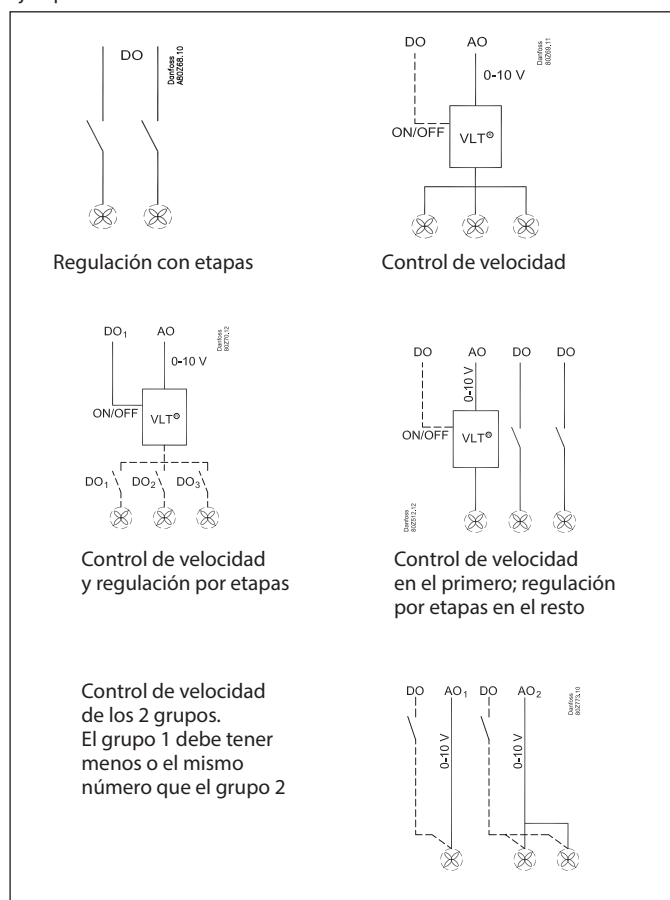 DO
Danfoss
A80Z68.10
Regulación con etapas
DO AO
Danfoss
80Z69.11
0-10 V
ON/OFF
VLT®
Control de velocidad
DO1 AO
Danfoss
80Z70.12
0-10 V
ON/OFF
VLT®
DO1 DO2 DO3
Control de velocidad
y regulación por etapas
DO AO DO DO
0-10 V
ON/OFF
VLT®
Danfoss
80Z512.12
Control de velocidad
en el primero; regulación
por etapas en el resto
Control de velocidad
de los 2 grupos.
El grupo 1 debe tener
menos o el mismo
número que el grupo 2
DO AO1 DO AO2
Danfoss
80Z773.10
0-10 V
0-10 V